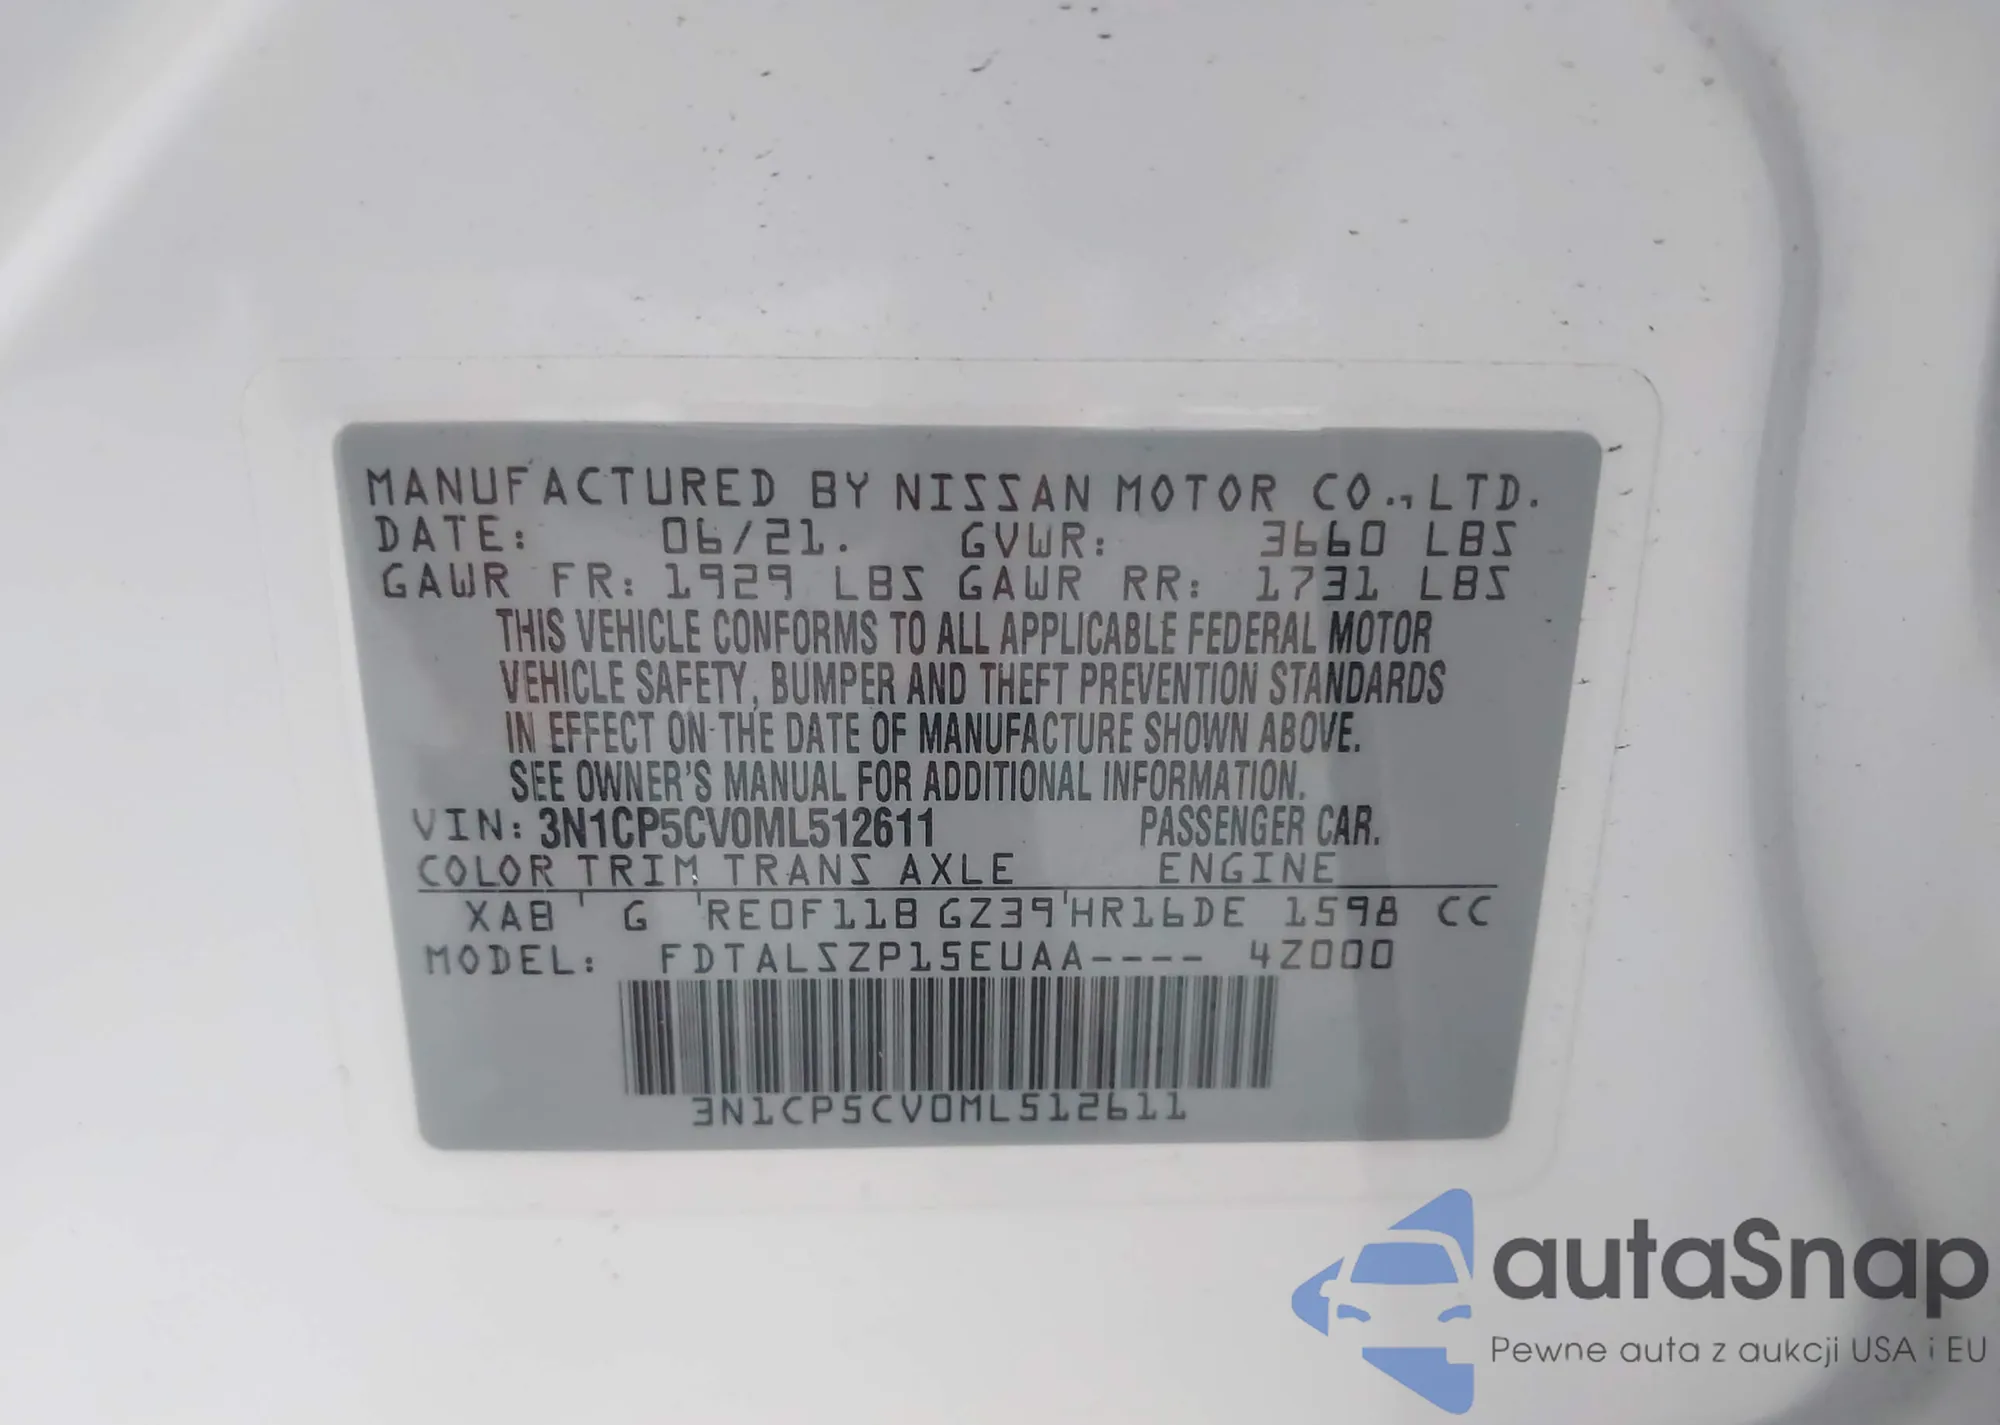 MANUFACTURED BY NISSAN MOTOR CO., LTD.
DATE: 06/21. GVWR: 3660 LBS
GAWR FR: 1929 LBS GAWR RR: 1731 LBS
THIS VEHICLE CONFORMS TO ALL APPLICABLE FEDERAL MOTOR
VEHICLE SAFETY, BUMPER AND THEFT PREVENTION STANDARDS
IN EFFECT ON THE DATE OF MANUFACTURE SHOWN ABOVE.
SEE OWNER'S MANUAL FOR ADDITIONAL INFORMATION.
VIN: 3N1CP5CV0ML512611 PASSENGER CAR.
COLOR TRIM TRANS AXLE ENGINE
XAB G RE0F11B GZ39 HR16DE 1598 CC
MODEL: FDTALSZP15EUAA---- 4Z000
3N1CP5CV0ML512611
autaSnap
Pewne auta z aukcji USA i EU